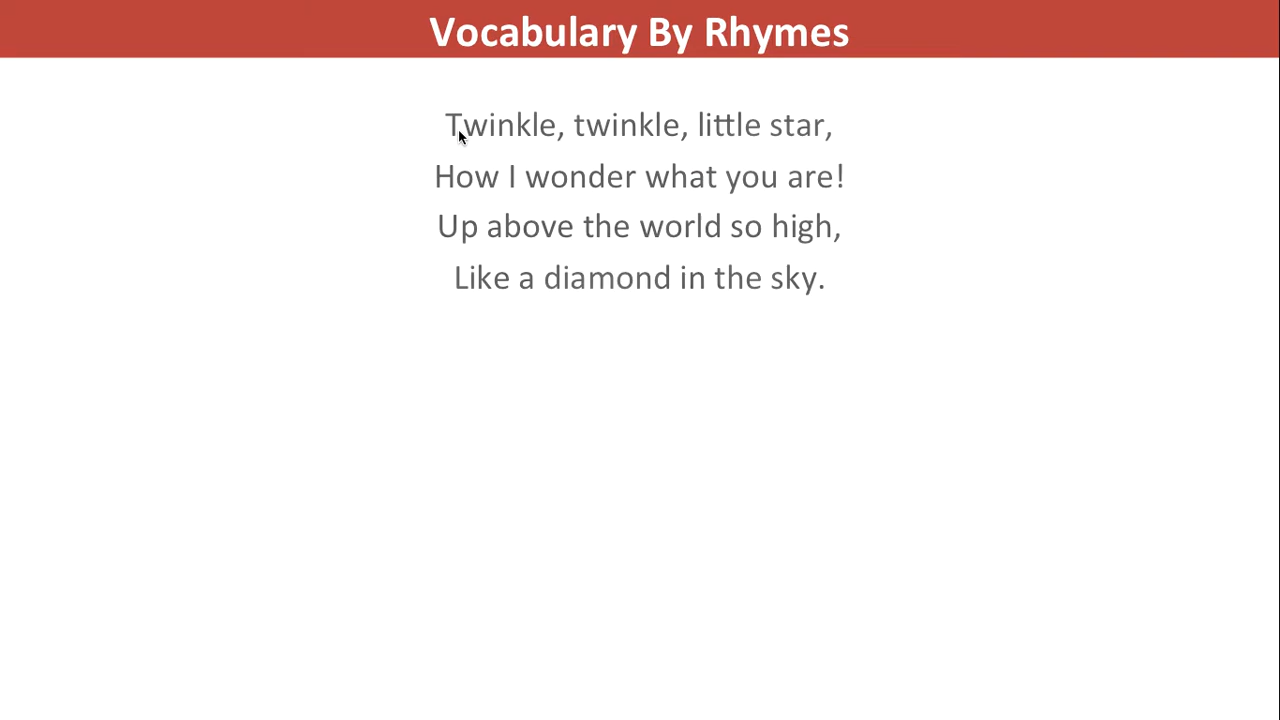 Vocabulary By Rhymes
Twinkle, twinkle, little star,
How I wonder what you are!
Up above the world so high,
Like a diamond in the sky.